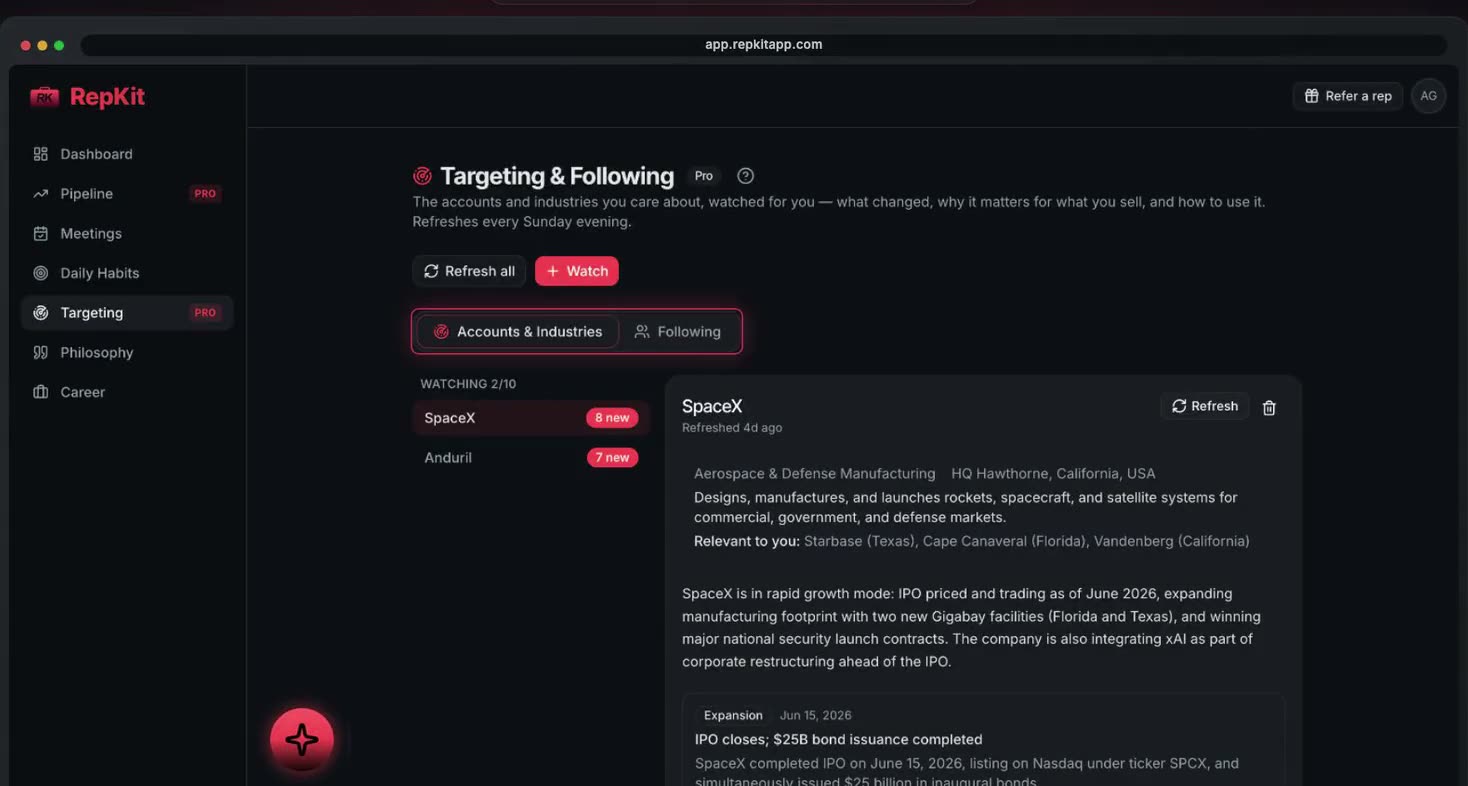 app.repkitapp.com
RK RepKit
Refer a rep
AG
Dashboard
Pipeline PRO
Meetings
Daily Habits
Targeting PRO
Philosophy
Career
Targeting & Following Pro
The accounts and industries you care about, watched for you — what changed, why it matters for what you sell, and how to use it.
Refreshes every Sunday evening.
Refresh all
+ Watch
Accounts & Industries
Following
WATCHING 2/10
SpaceX 8 new
Anduril 7 new
SpaceX
Refreshed 4d ago
Refresh
Aerospace & Defense Manufacturing HQ Hawthorne, California, USA
Designs, manufactures, and launches rockets, spacecraft, and satellite systems for
commercial, government, and defense markets.
Relevant to you: Starbase (Texas), Cape Canaveral (Florida), Vandenberg (California)
SpaceX is in rapid growth mode: IPO priced and trading as of June 2026, expanding
manufacturing footprint with two new Gigabay facilities (Florida and Texas), and winning
major national security launch contracts. The company is also integrating xAI as part of
corporate restructuring ahead of the IPO.
Expansion Jun 15, 2026
IPO closes; $25B bond issuance completed
SpaceX completed IPO on June 15, 2026, listing on Nasdaq under ticker SPCX, and
simultaneously issued $25 billion in inaugural bonds